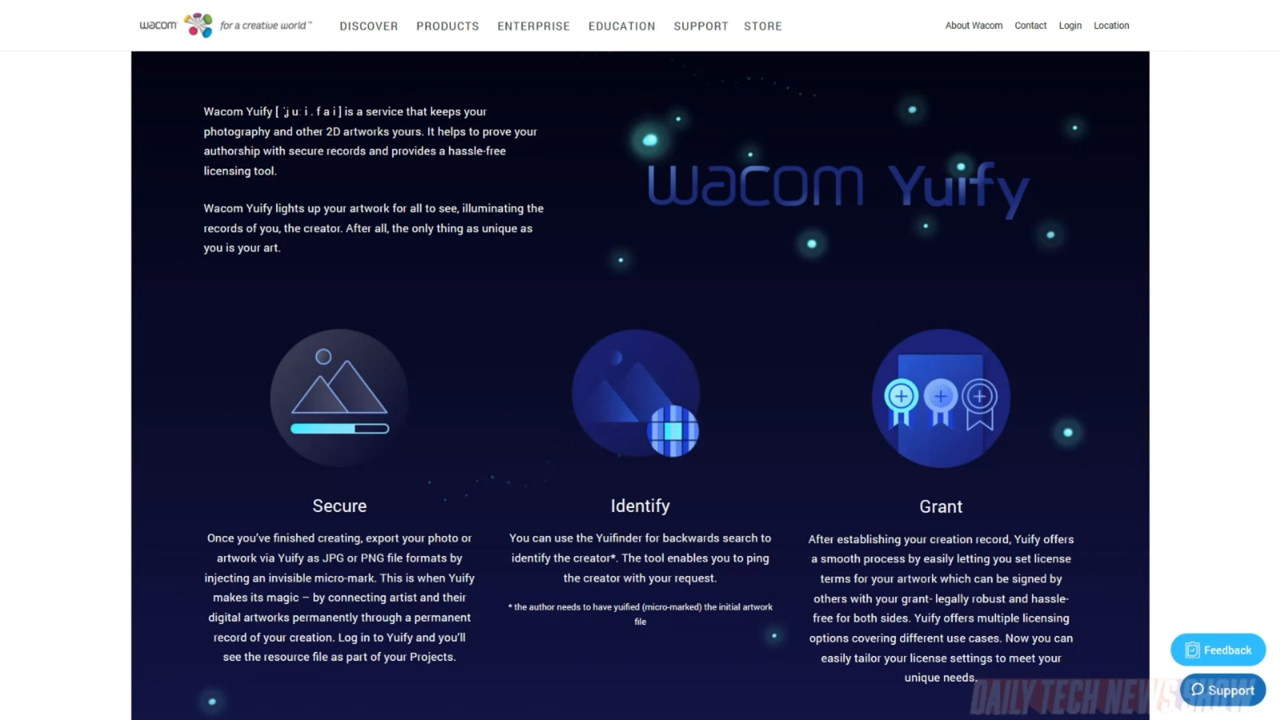 wacom for a creative world™ DISCOVER PRODUCTS ENTERPRISE EDUCATION SUPPORT STORE About Wacom Contact Login Location
Wacom Yuify [ ˈj uː i . f a i ] is a service that keeps your
photography and other 2D artworks yours. It helps to prove your
authorship with secure records and provides a hassle-free
licensing tool.
Wacom Yuify lights up your artwork for all to see, illuminating the
records of you, the creator. After all, the only thing as unique as
you is your art.
wacom Yuify
Secure
Once you've finished creating, export your photo or
artwork via Yuify as JPG or PNG file formats by
injecting an invisible micro-mark. This is when Yuify
makes its magic – by connecting artist and their
digital artworks permanently through a permanent
record of your creation. Log in to Yuify and you'll
see the resource file as part of your Projects.
Identify
You can use the Yuifinder for backwards search to
identify the creator*. The tool enables you to ping
the creator with your request.
* the author needs to have yuified (micro-marked) the initial artwork
file
Grant
After establishing your creation record, Yuify offers
a smooth process by easily letting you set license
terms for your artwork which can be signed by
others with your grant- legally robust and hassle-
free for both sides. Yuify offers multiple licensing
options covering different use cases. Now you can
easily tailor your license settings to meet your
unique needs.
Feedback
Support
DAILY TECH NEWS SHOW